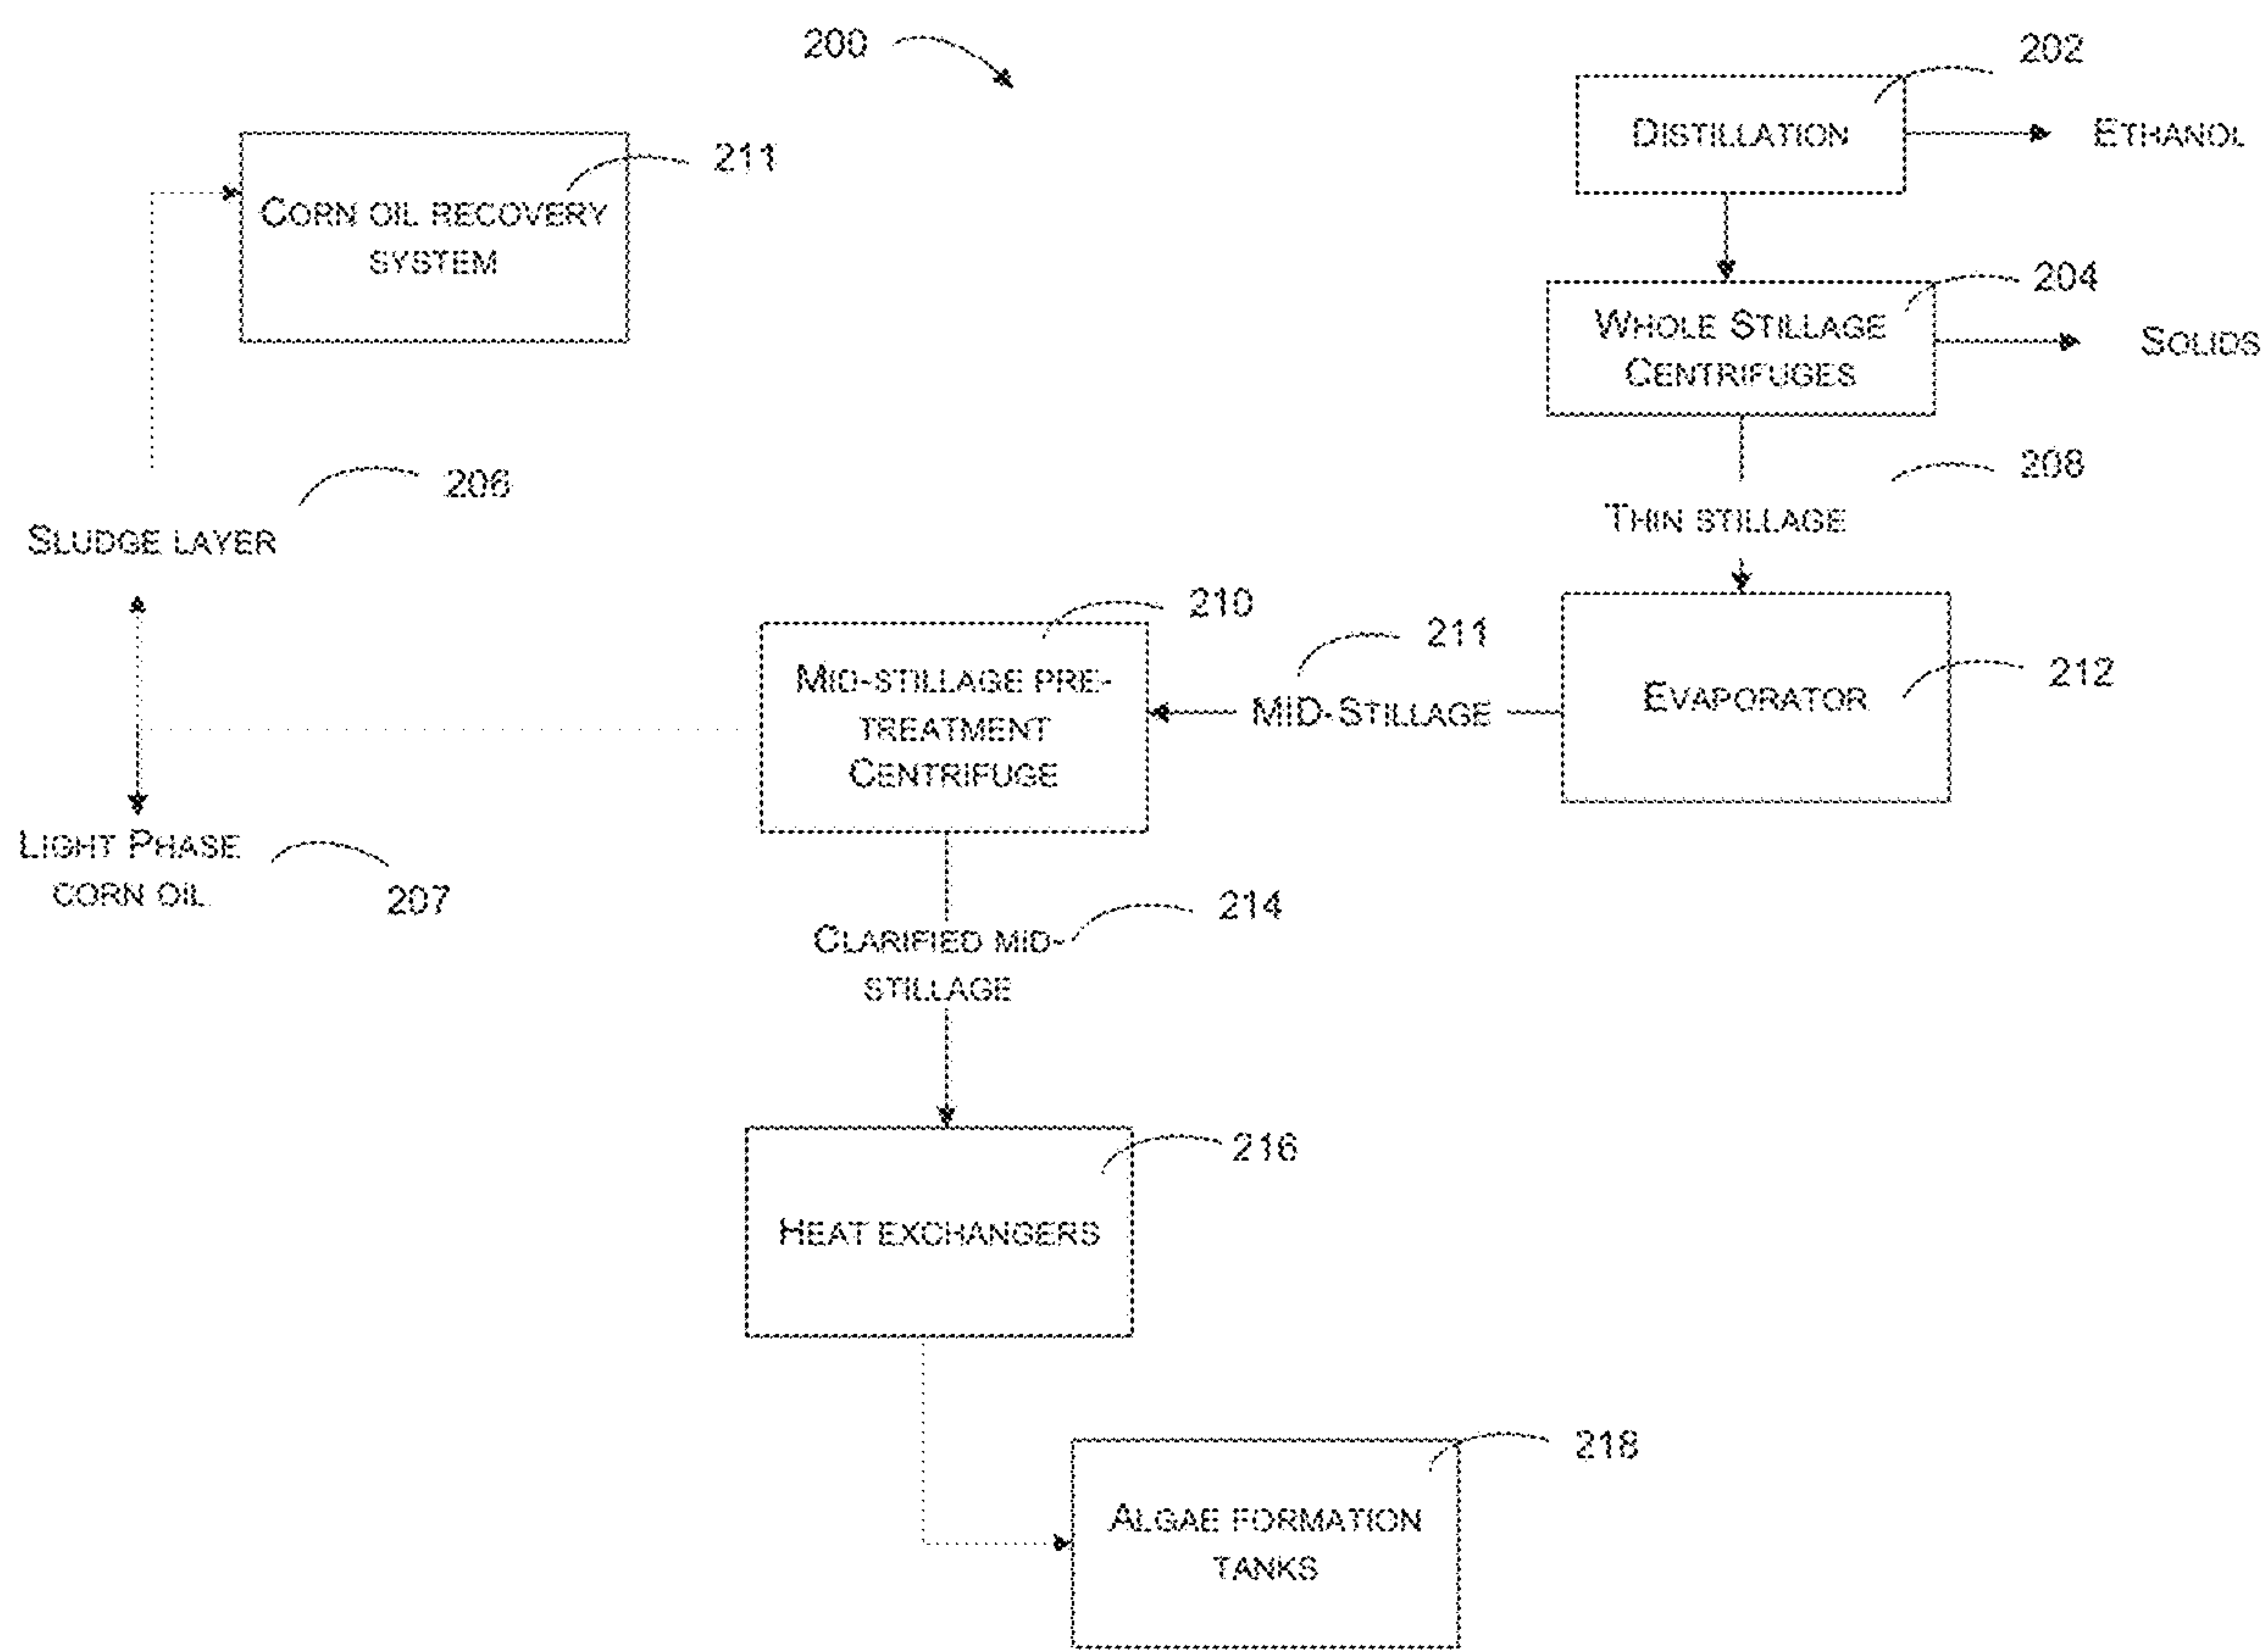 200
202
DISTILLATION
ETHANOL
211
CORN OIL RECOVERY
SYSTEM
204
WHOLE STILLAGE
CENTRIFUGES
SOLIDS
206
208
THIN STILLAGE
SLUDGE LAYER
210
211
MID-STILLAGE PRE-
TREATMENT
CENTRIFUGE
MID-STILLAGE
EVAPORATOR
212
LIGHT PHASE
CORN OIL
207
214
CLARIFIED MID-
STILLAGE
216
HEAT EXCHANGERS
218
ALGAE FORMATION
TANKS